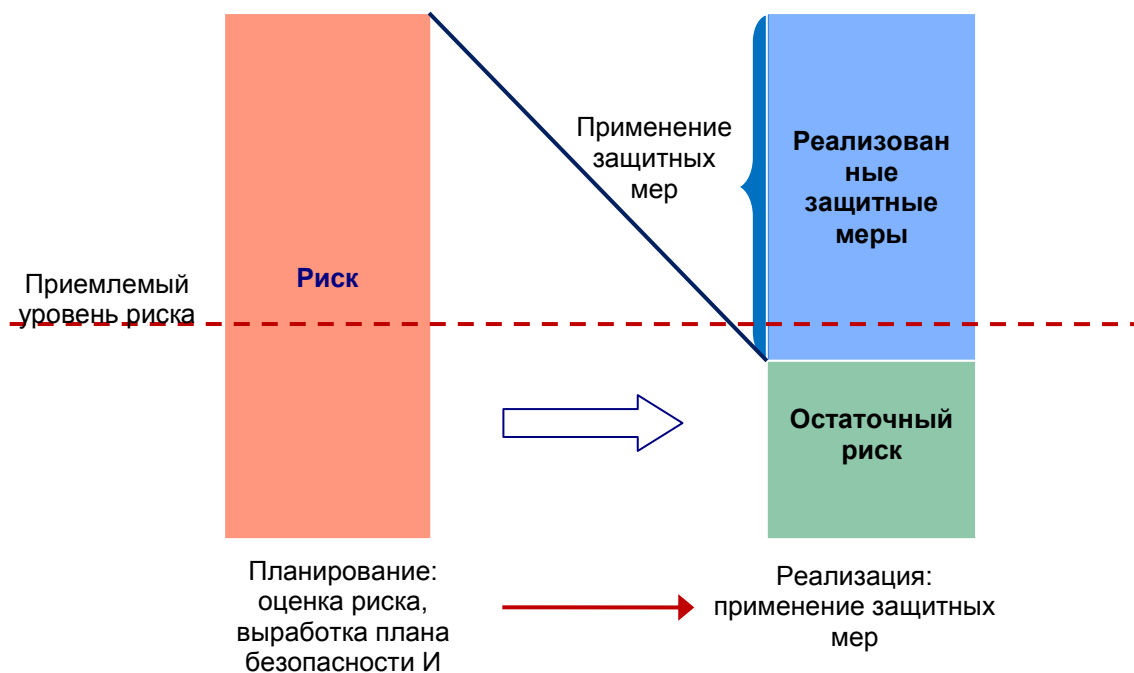 Применение
защитных
мер
Реализован
ные
защитные
меры
Риск
Приемлемый
уровень риска
Остаточный
риск
Планирование:
оценка риска,
выработка плана
безопасности И
Реализация:
применение защитных
мер